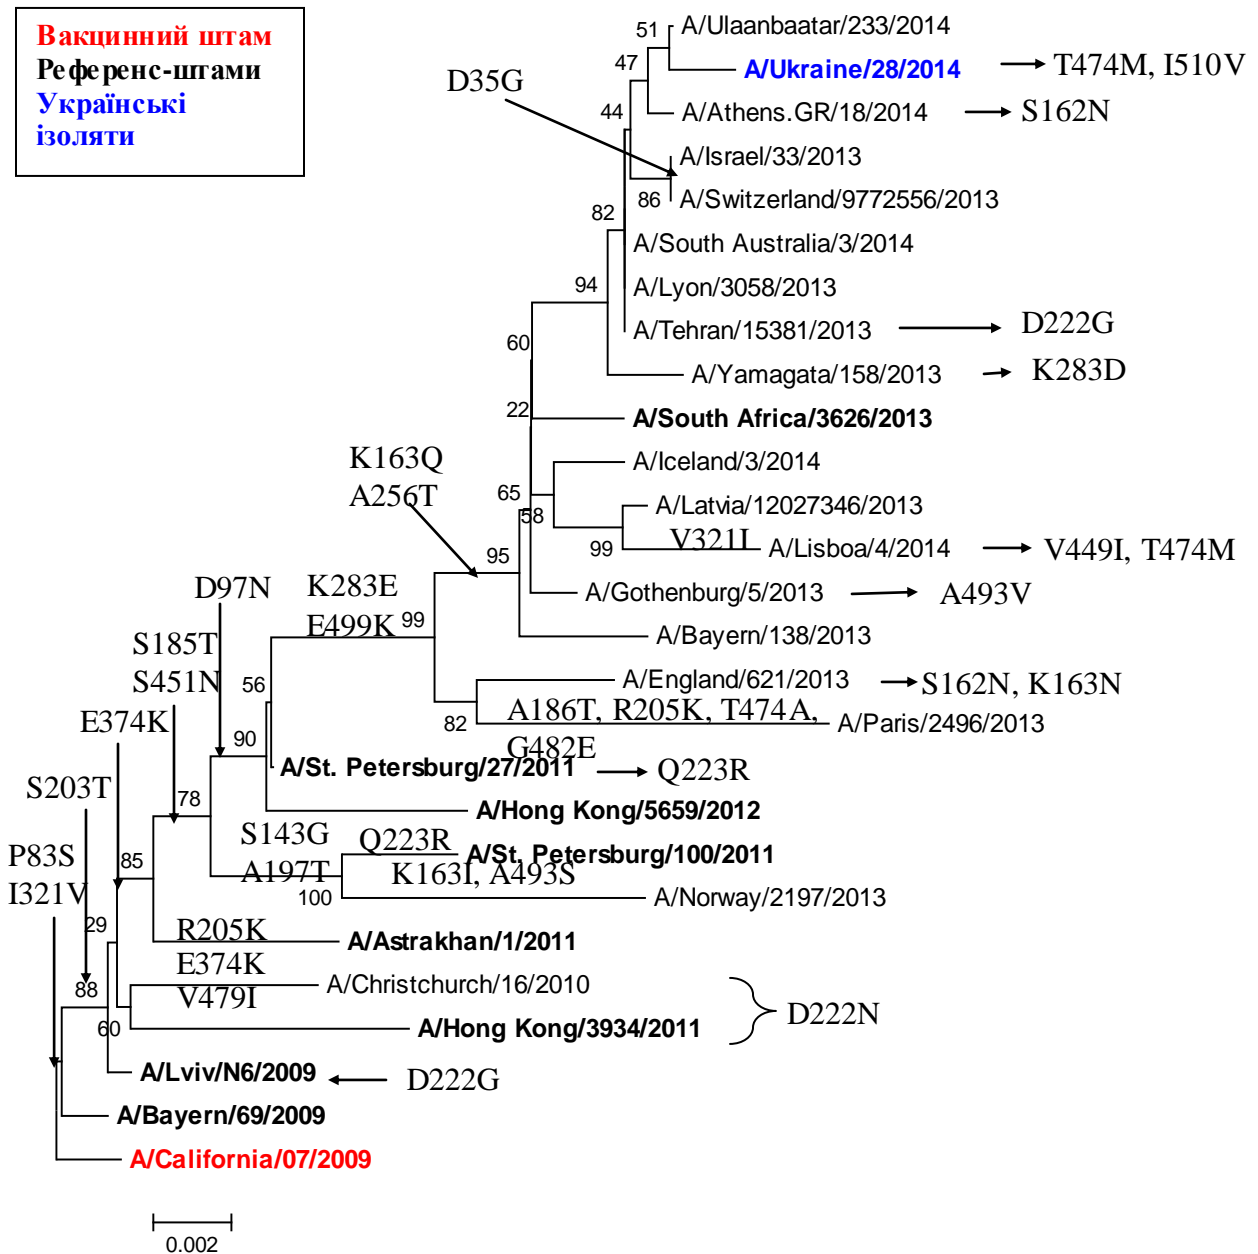 Вакцинний штам
Референс-штами
Українські
ізоляти
51
A/Ulaanbaatar/233/2014
47
A/Ukraine/28/2014
T474M, I510V
D35G
44
A/Athens.GR/18/2014
S162N
A/Israel/33/2013
86
A/Switzerland/9772556/2013
82
A/South Australia/3/2014
94
A/Lyon/3058/2013
A/Tehran/15381/2013
D222G
60
A/Yamagata/158/2013
K283D
22
A/South Africa/3626/2013
K163Q
A256T
A/Iceland/3/2014
65
58
A/Latvia/12027346/2013
V321I
99
A/Lisboa/4/2014
V449I, T474M
95
D97N
K283E
E499K
A/Gothenburg/5/2013
A493V
99
A/Bayern/138/2013
S185T
S451N
56
A/England/621/2013
S162N, K163N
E374K
82
A186T, R205K, T474A,
G482E
A/Paris/2496/2013
90
A/St. Petersburg/27/2011
Q223R
S203T
78
A/Hong Kong/5659/2012
P83S
I321V
85
S143G
A197T
Q223R
A/St. Petersburg/100/2011
K163I, A493S
100
A/Norway/2197/2013
29
R205K
A/Astrakhan/1/2011
E374K
V479I
A/Christchurch/16/2010
88
60
A/Hong Kong/3934/2011
D222N
A/Lviv/N6/2009
D222G
A/Bayern/69/2009
A/California/07/2009
0.002